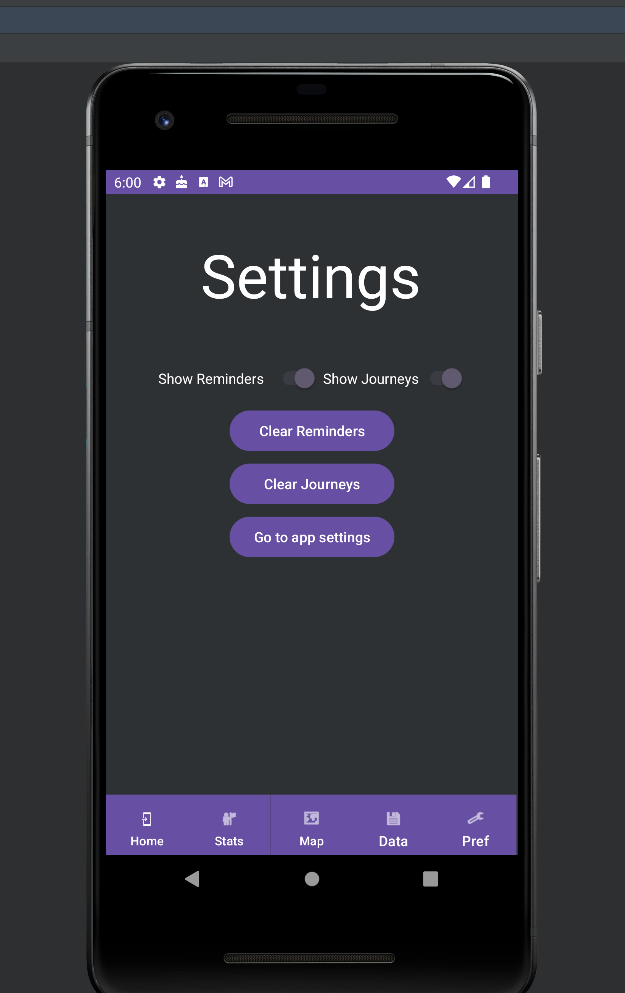 6:00
Settings
Show Reminders Show Journeys
Clear Reminders
Clear Journeys
Go to app settings
Home Stats Map Data Pref